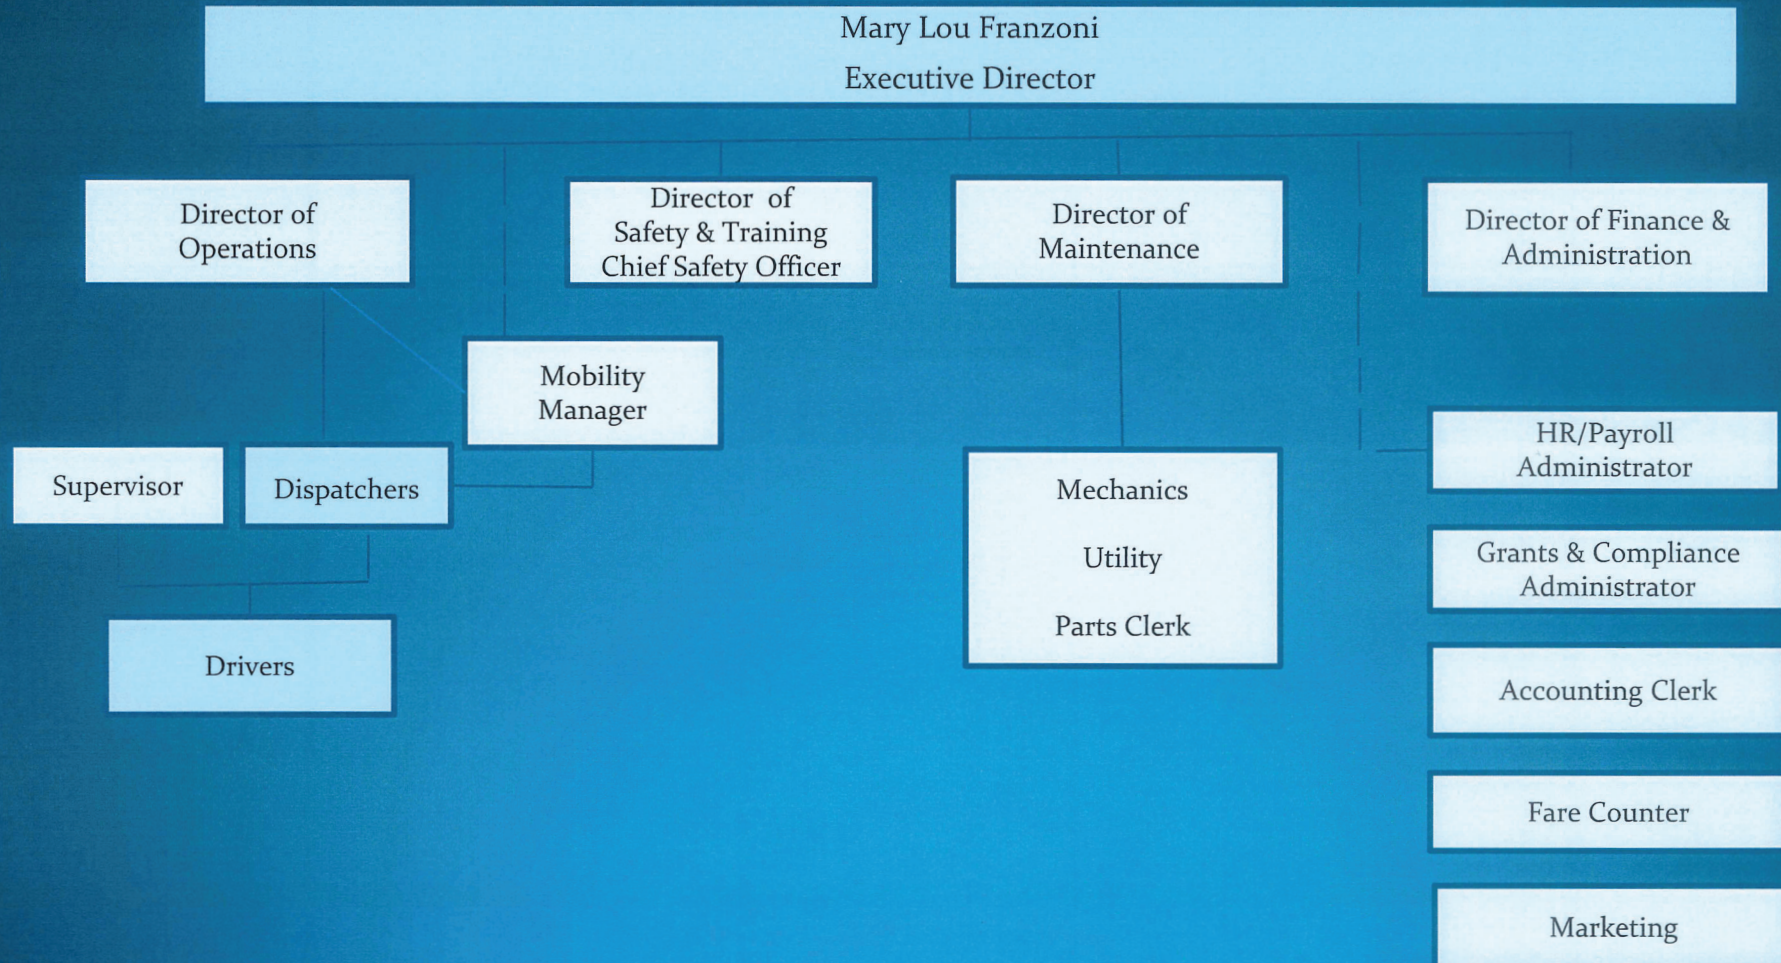 Mary Lou Franzoni
Executive Director
Director of
Operations
Director of
Safety & Training
Chief Safety Officer
Director of
Maintenance
Director of Finance &
Administration
Mobility
Manager
Supervisor
Dispatchers
Drivers
Mechanics
Utility
Parts Clerk
HR/Payroll
Administrator
Grants & Compliance
Administrator
Accounting Clerk
Fare Counter
Marketing